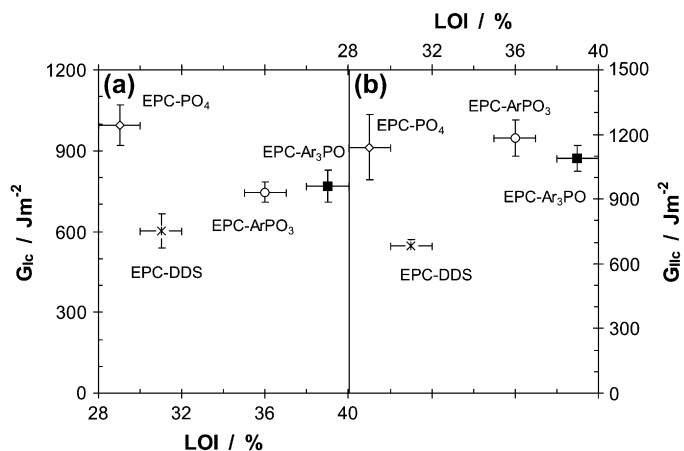 LOI / %
28 32 36 40
1200 (a) (b) 1500
EPC-PO₄ EPC-ArPO₃
EPC-PO₄
900 EPC-Ar₃PO 1200
EPC-Ar₃PO
EPC-ArPO₃ 900
600
EPC-DDS EPC-DDS 600
300 300
0 0
28 32 36 40
LOI / %
G_Ic / Jm⁻²
G_IIc / Jm⁻²